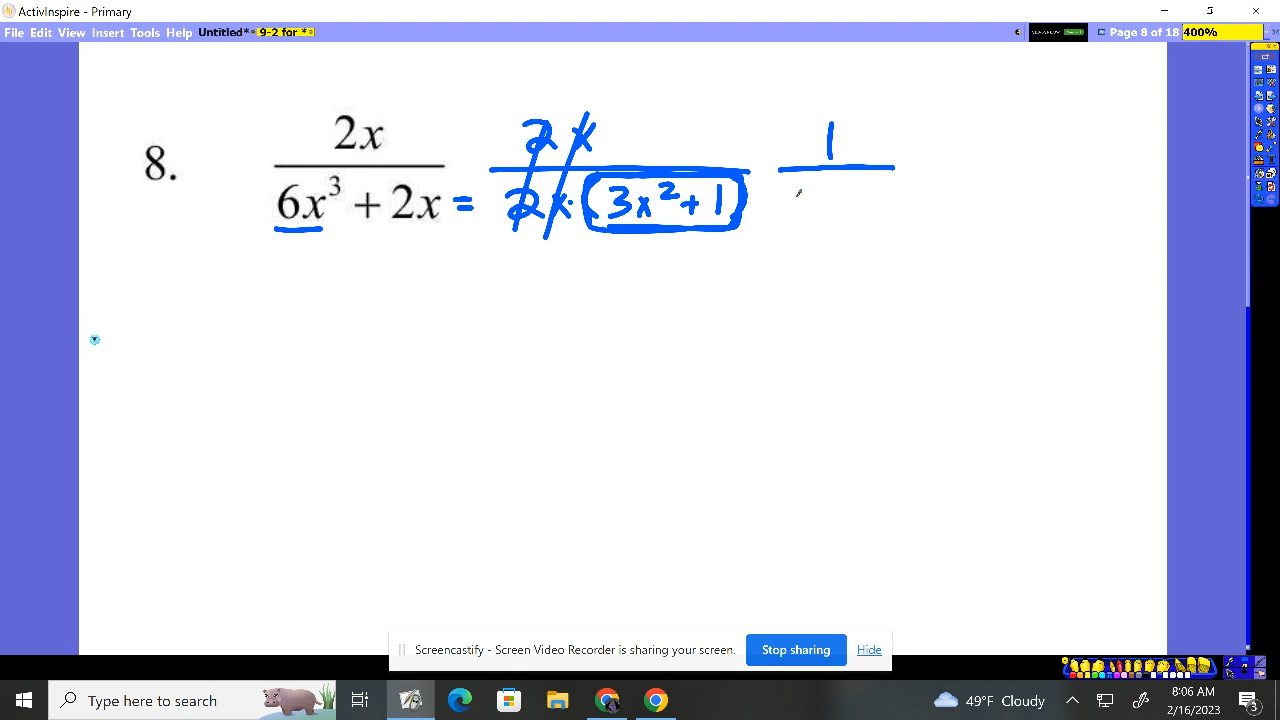 ActivInspire - Primary
File Edit View Insert Tools Help Untitled* 9-2 for * Page 8 of 18 400%
8. 2x / 6x³ + 2x = 2x / 2x · (3x² + 1) 1
Screencastify - Screen Video Recorder is sharing your screen. Stop sharing Hide
Type here to search 49°F Cloudy 8:06 AM
2/16/2023 3